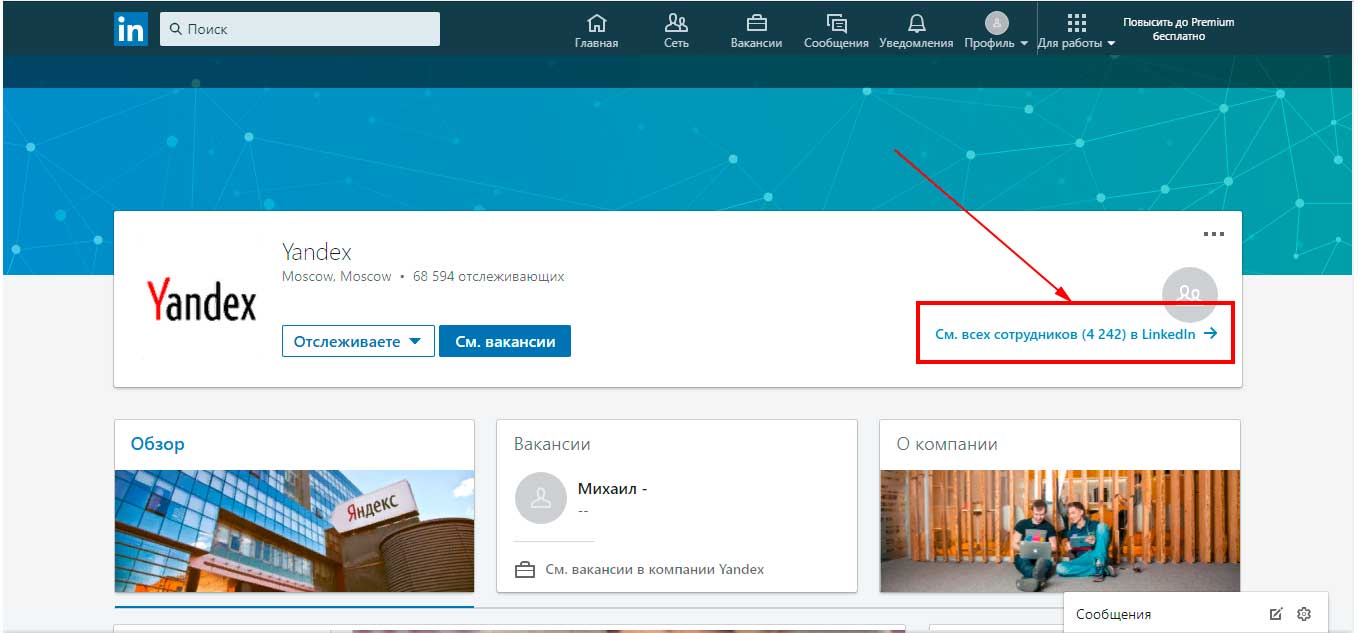 in
Поиск
Главная
Сеть
Вакансии
Сообщения
Уведомления
Профиль
Для работы
Повысить до Premium
бесплатно
Yandex
Moscow, Moscow • 68 594 отслеживающих
Yandex
Отслеживаете
См. вакансии
См. всех сотрудников (4 242) в LinkedIn →
Обзор
Яндекс
Вакансии
Михаил -
--
См. вакансии в компании Yandex
О компании
Сообщения